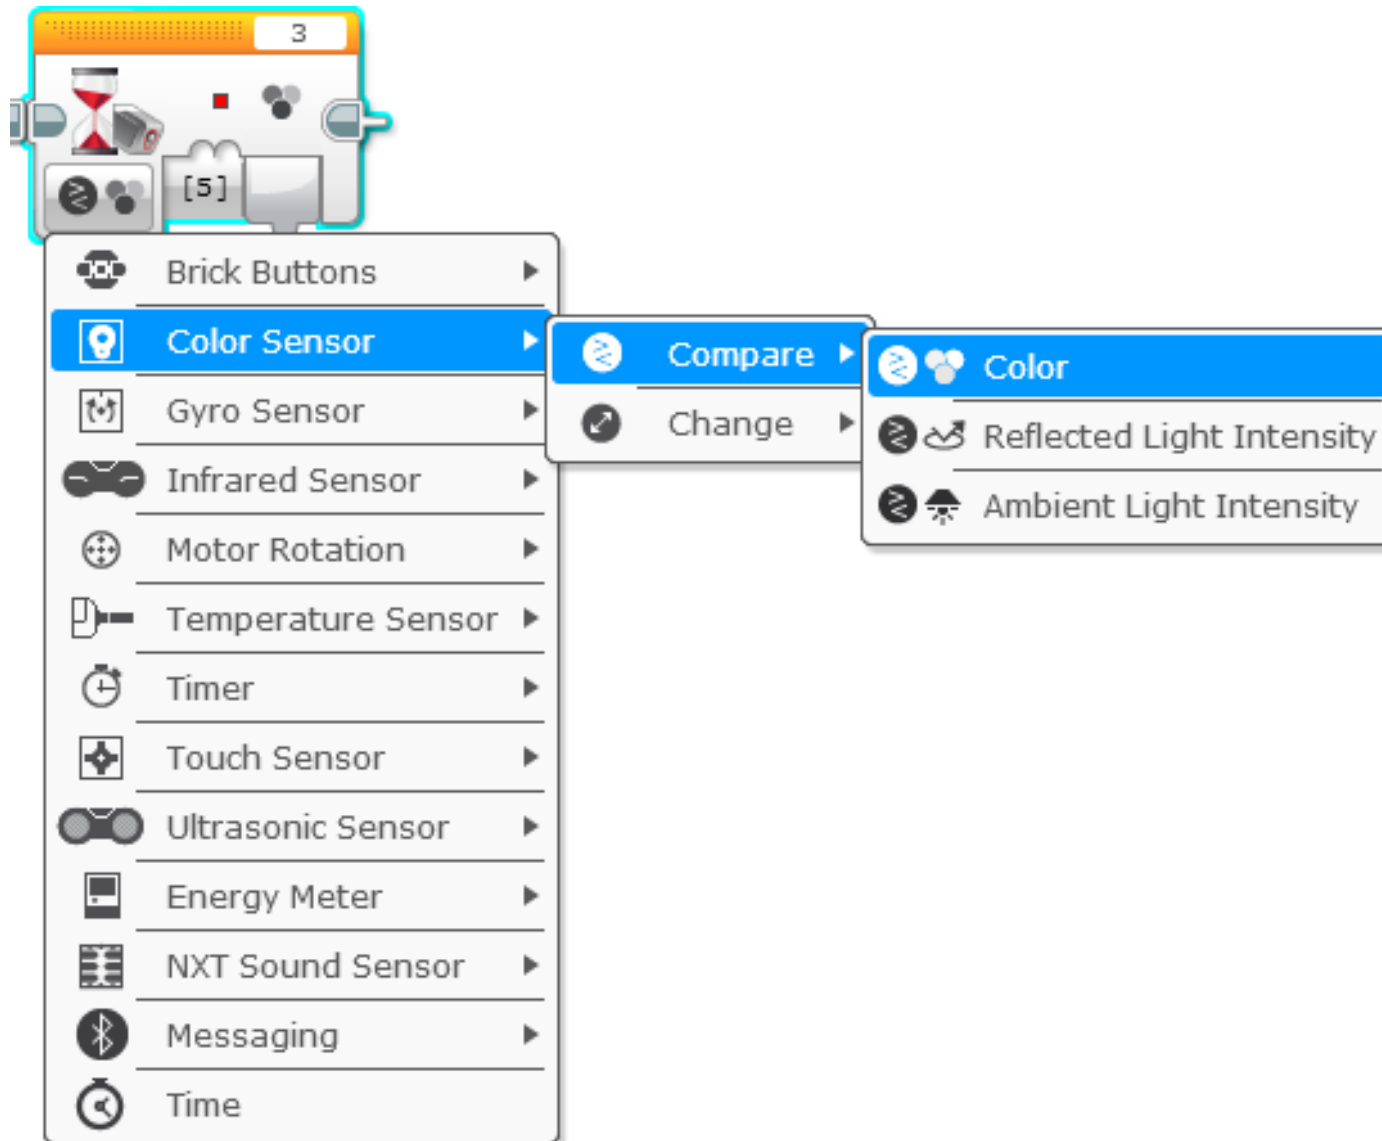 3
[5]
Brick Buttons
Color Sensor
Gyro Sensor
Infrared Sensor
Motor Rotation
Temperature Sensor
Timer
Touch Sensor
Ultrasonic Sensor
Energy Meter
NXT Sound Sensor
Messaging
Time
Compare
Change
Color
Reflected Light Intensity
Ambient Light Intensity